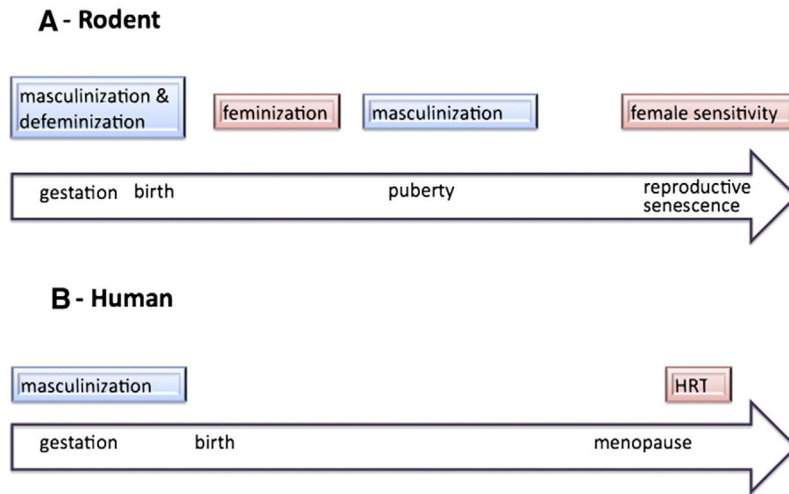 A - Rodent
masculinization &
defeminization
feminization
masculinization
female sensitivity
gestation
birth
puberty
reproductive
senescence
B - Human
masculinization
HRT
gestation
birth
menopause